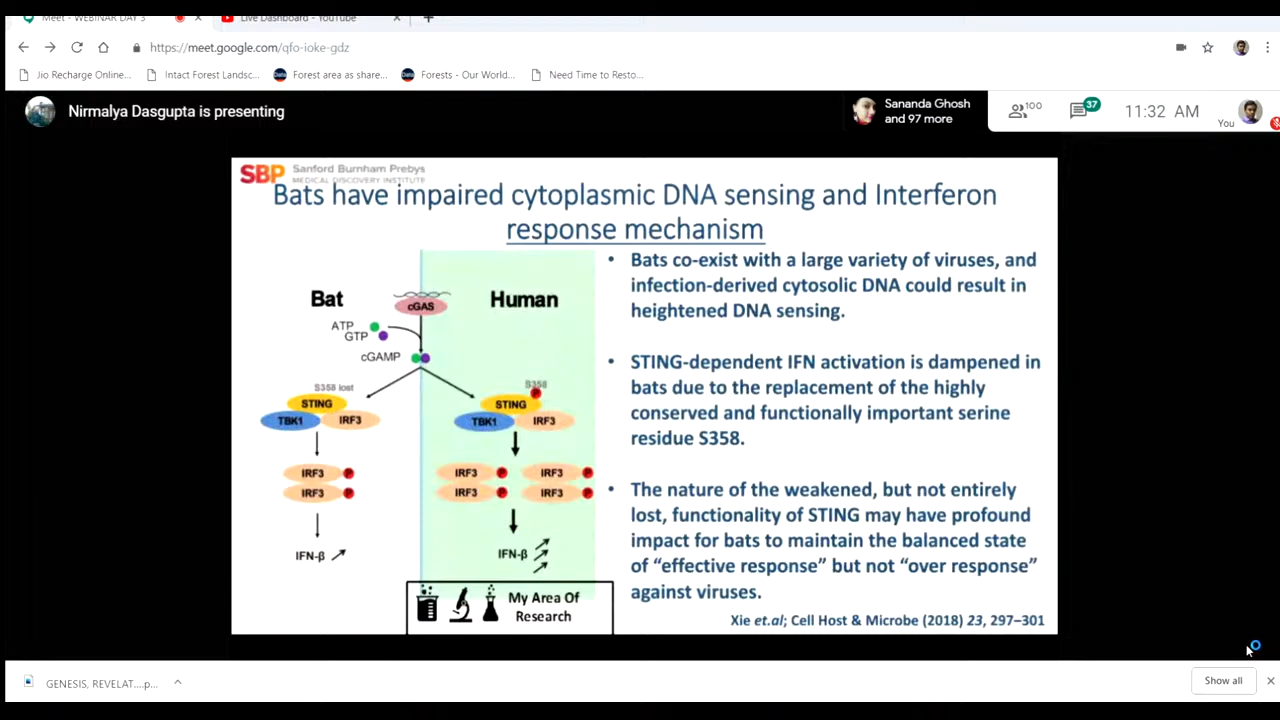 Meet - WEBINAR DAY 3
Live Dashboard - YouTube
https://meet.google.com/qfo-ioke-gdz
Jio Recharge Online...
Intact Forest Landsc...
Forest area as share...
Forests - Our World...
Need Time to Resto...
Nirmalya Dasgupta is presenting
Sananda Ghosh
and 97 more
100
37
11:32 AM
You
SBP Sanford Burnham Prebys
MEDICAL DISCOVERY INSTITUTE
Bats have impaired cytoplasmic DNA sensing and Interferon
response mechanism
Bat
Human
cGAS
ATP
GTP
cGAMP
S358 lost
STING
TBK1
IRF3
IRF3 P
IRF3 P
IFN-β
S358
P
STING
TBK1
IRF3
IRF3 P IRF3 P
IRF3 P IRF3 P
IFN-β
My Area Of
Research
• Bats co-exist with a large variety of viruses, and
infection-derived cytosolic DNA could result in
heightened DNA sensing.
• STING-dependent IFN activation is dampened in
bats due to the replacement of the highly
conserved and functionally important serine
residue S358.
• The nature of the weakened, but not entirely
lost, functionality of STING may have profound
impact for bats to maintain the balanced state
of “effective response” but not “over response”
against viruses.
Xie et.al; Cell Host & Microbe (2018) 23, 297–301
GENESIS, REVELAT....p...
Show all